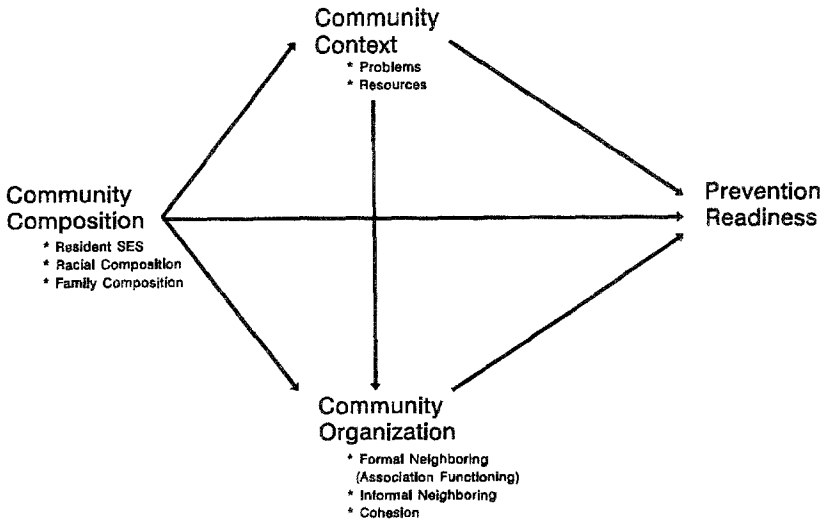 Community
Context
* Problems
* Resources
Community
Composition
* Resident SES
* Racial Composition
* Family Composition
Prevention
Readiness
Community
Organization
* Formal Neighboring
(Association Functioning)
* Informal Neighboring
* Cohesion